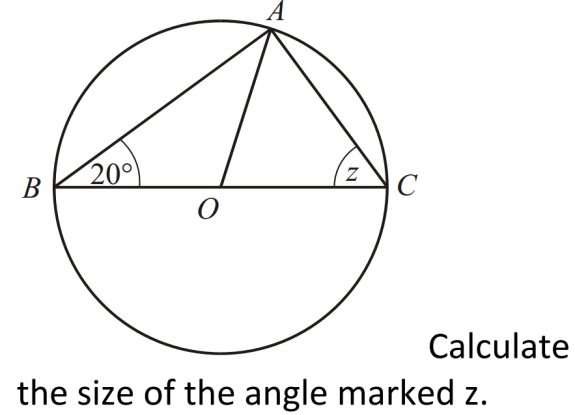 A
B 20° z C
O
Calculate
the size of the angle marked z.